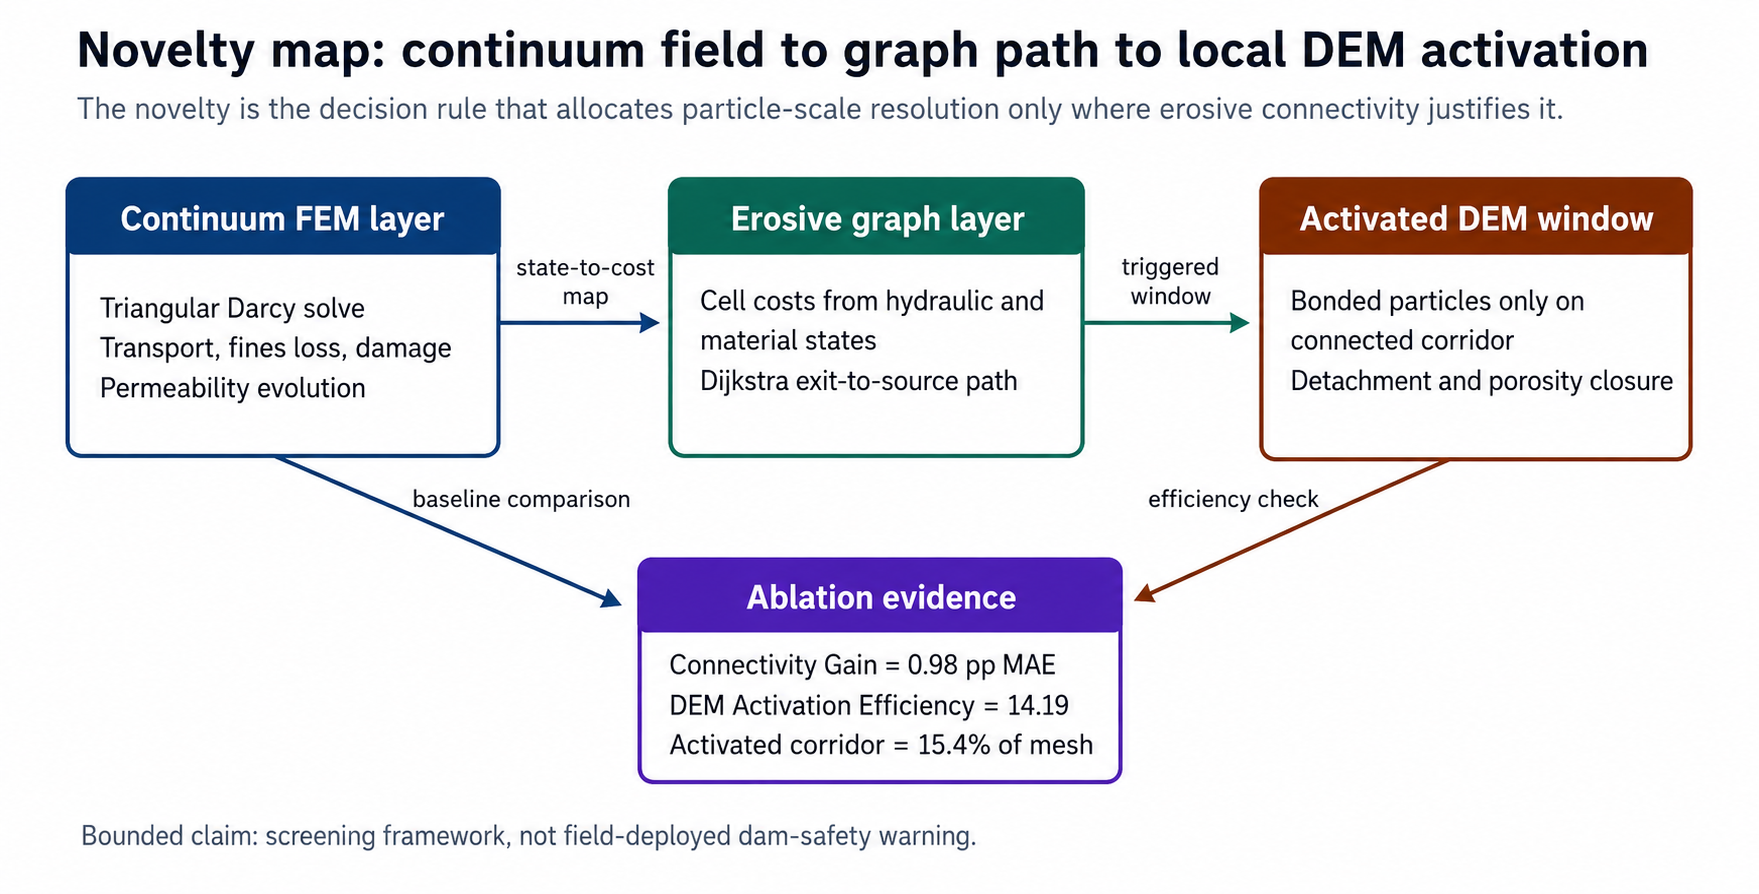 Novelty map: continuum field to graph path to local DEM activation
The novelty is the decision rule that allocates particle-scale resolution only where erosive connectivity justifies it.
Continuum FEM layer
Triangular Darcy solve
Transport, fines loss, damage
Permeability evolution
state-to-cost
map
Erosive graph layer
Cell costs from hydraulic and
material states
Dijkstra exit-to-source path
triggered
window
Activated DEM window
Bonded particles only on
connected corridor
Detachment and porosity closure
baseline comparison
efficiency check
Ablation evidence
Connectivity Gain = 0.98 pp MAE
DEM Activation Efficiency = 14.19
Activated corridor = 15.4% of mesh
Bounded claim: screening framework, not field-deployed dam-safety warning.